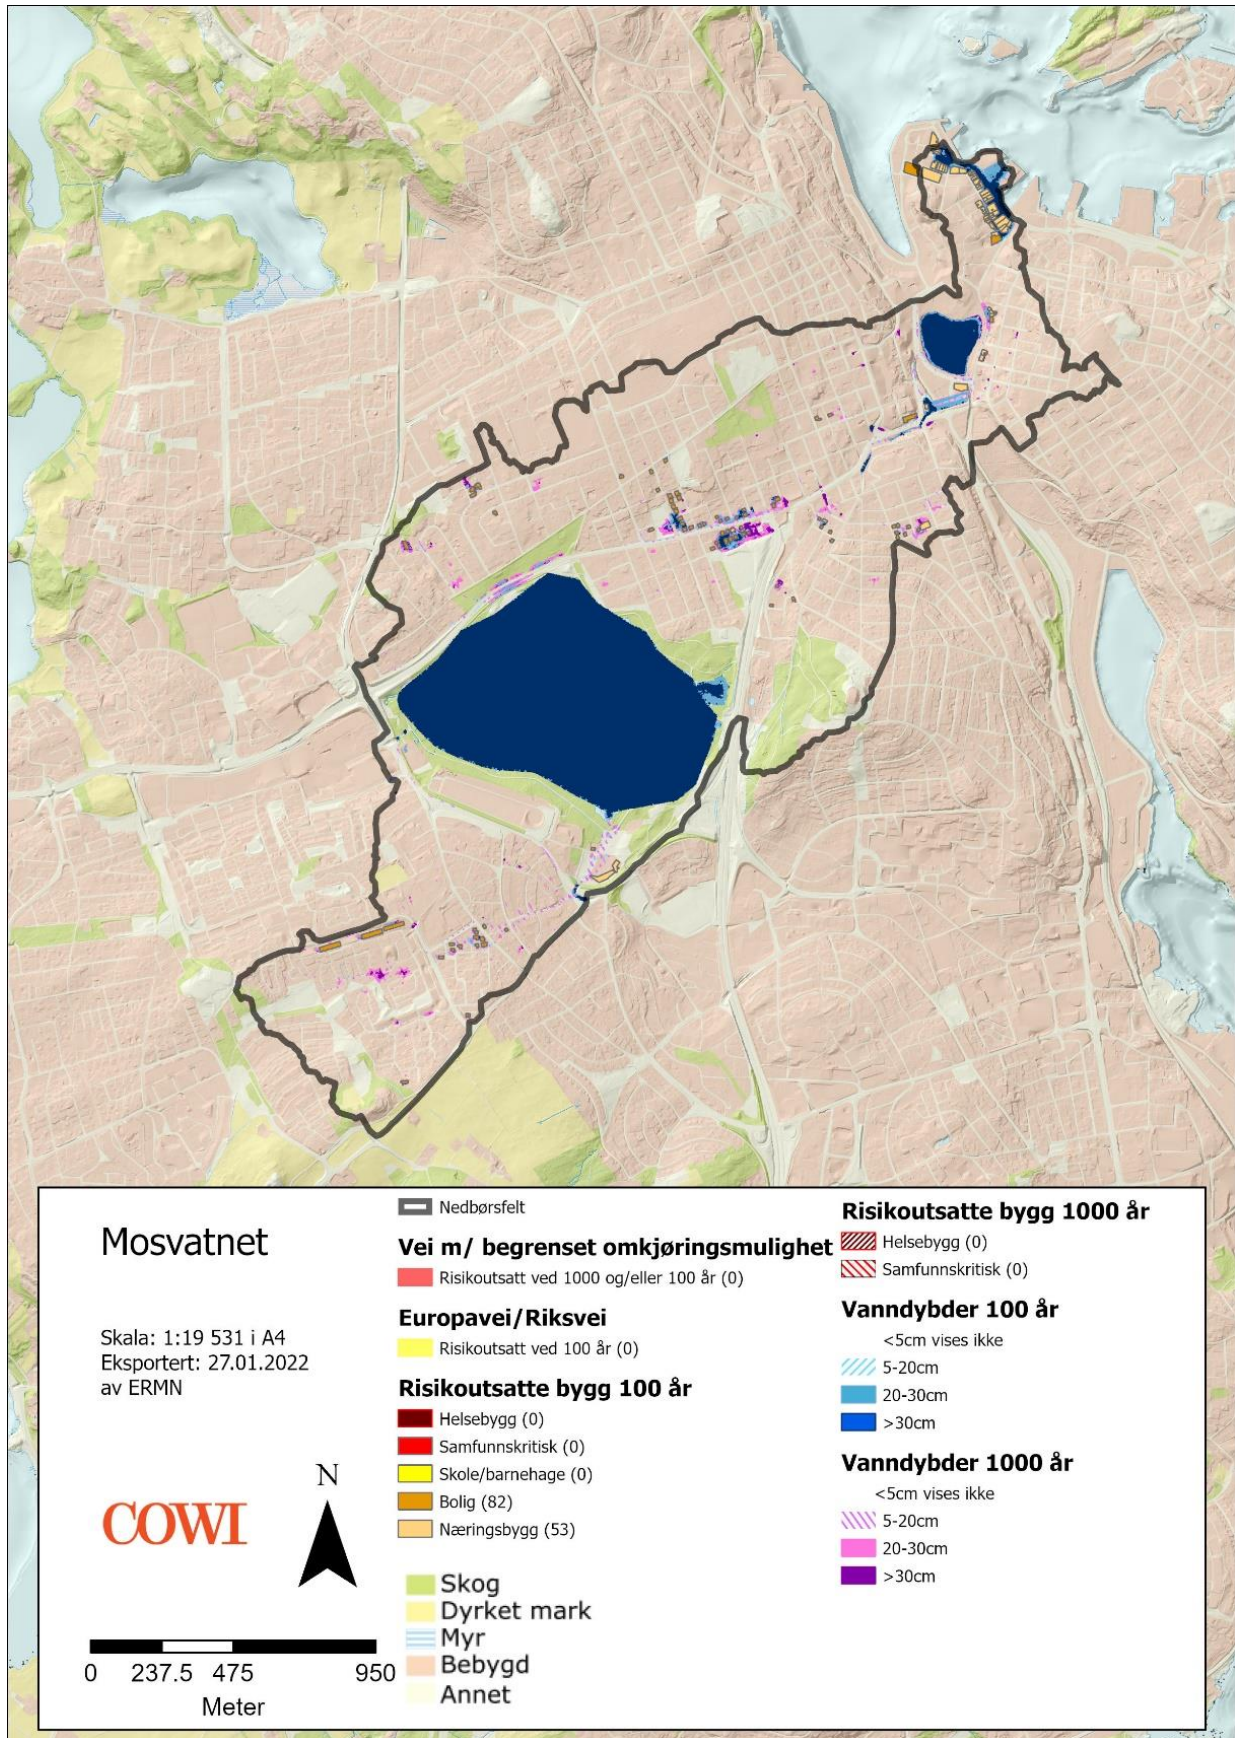 Mosvatnet
Skala: 1:19 531 i A4
Eksportert: 27.01.2022
av ERMN
COWI
N
0 237.5 475 950
Meter
Nedbørsfelt
Vei m/ begrenset omkjøringsmulighet
Risikoutsatt ved 1000 og/eller 100 år (0)
Europavei/Riksvei
Risikoutsatt ved 100 år (0)
Risikoutsatte bygg 100 år
Helsebygg (0)
Samfunnskritisk (0)
Skole/barnehage (0)
Bolig (82)
Næringsbygg (53)
Skog
Dyrket mark
Myr
Bebygd
Annet
Risikoutsatte bygg 1000 år
Helsebygg (0)
Samfunnskritisk (0)
Vanndybder 100 år
<5cm vises ikke
5-20cm
20-30cm
>30cm
Vanndybder 1000 år
<5cm vises ikke
5-20cm
20-30cm
>30cm